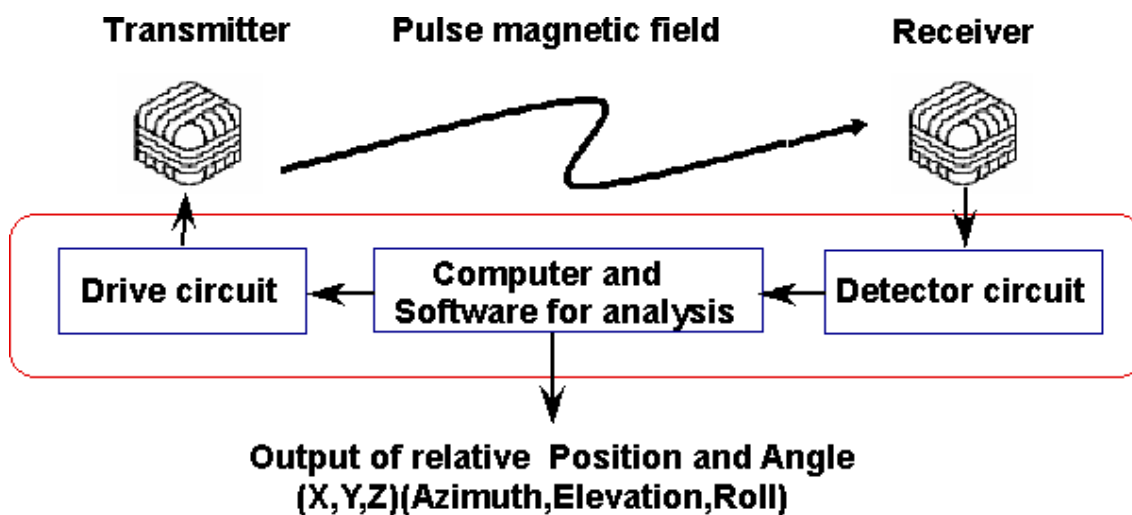 Transmitter Pulse magnetic field Receiver
Drive circuit
Computer and
Software for analysis
Detector circuit
Output of relative Position and Angle
(X,Y,Z)(Azimuth,Elevation,Roll)